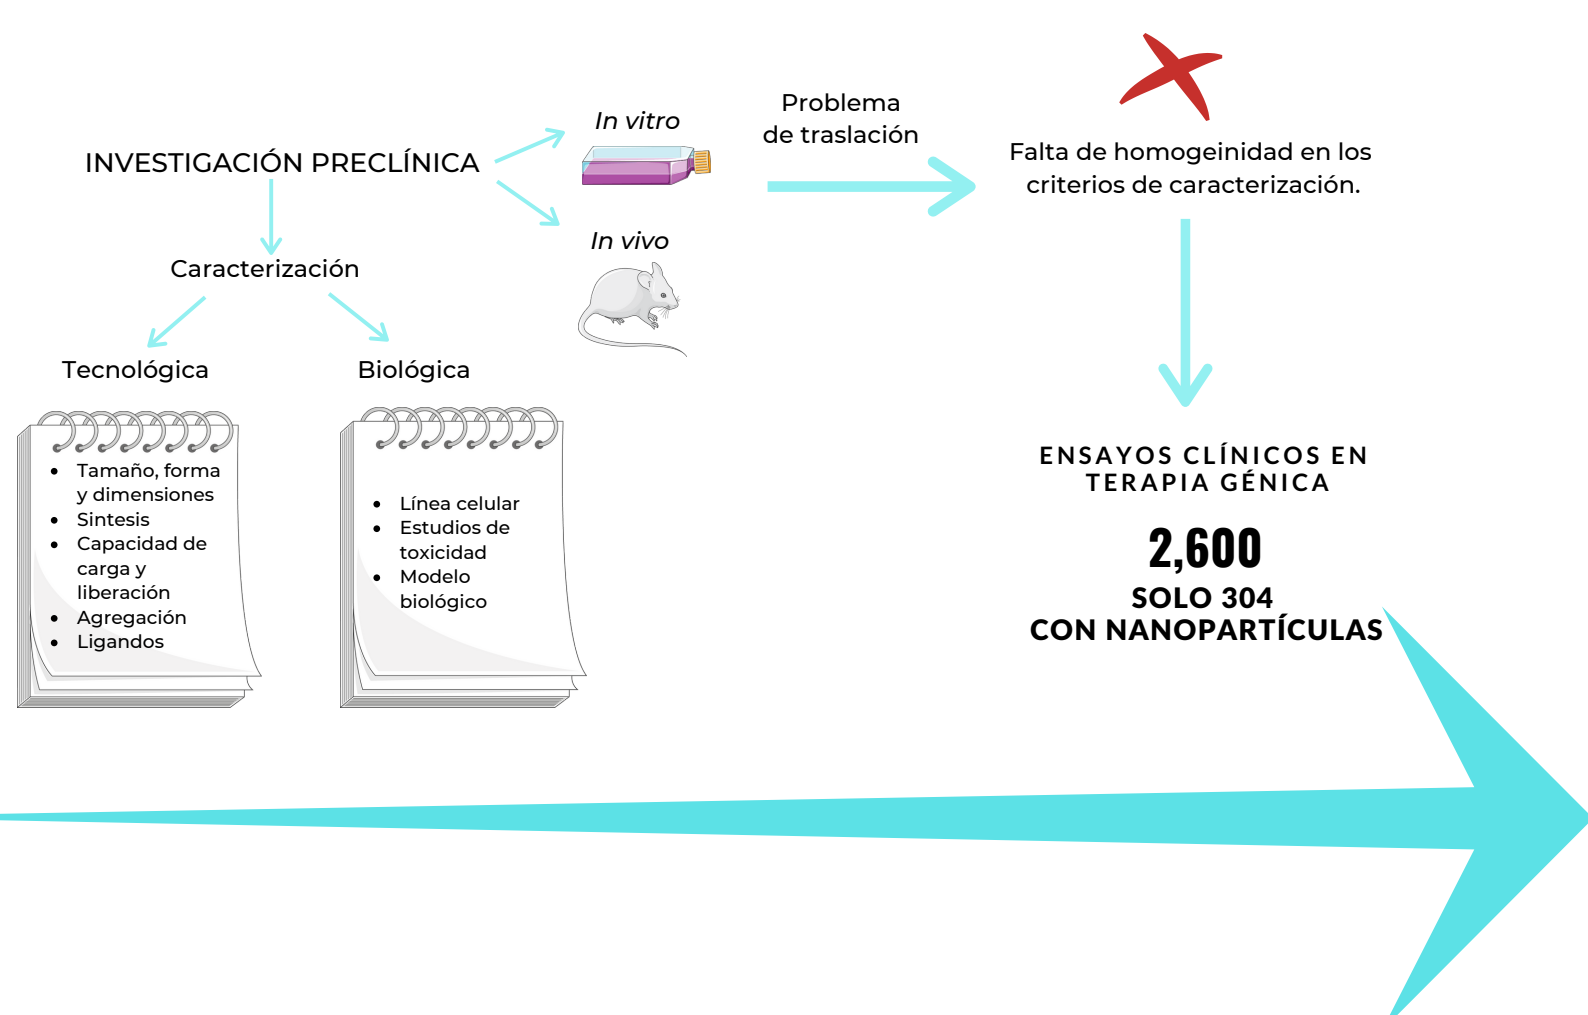 INVESTIGACIÓN PRECLÍNICA
In vitro
In vivo
Problema
de traslación
Falta de homogeinidad en los
criterios de caracterización.
Caracterización
Tecnológica
Biológica
• Tamaño, forma
y dimensiones
• Sintesis
• Capacidad de
carga y
liberación
• Agregación
• Ligandos
• Línea celular
• Estudios de
toxicidad
• Modelo
biológico
ENSAYOS CLÍNICOS EN
TERAPIA GÉNICA
2,600
SOLO 304
CON NANOPARTÍCULAS